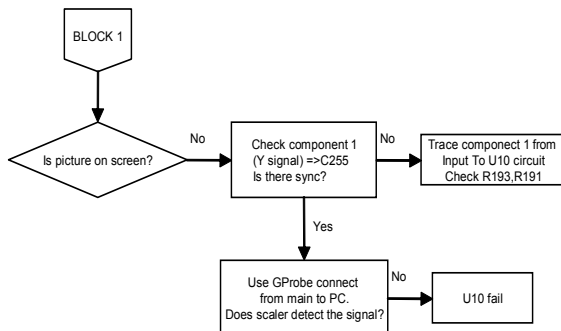 BLOCK 1
Is picture on screen?
No
Check component 1
(Y signal) =>C255
Is there sync?
No
Trace componect 1 from
Input To U10 circuit
Check R193,R191
Yes
Use GProbe connect
from main to PC.
Does scaler detect the signal?
No
U10 fail